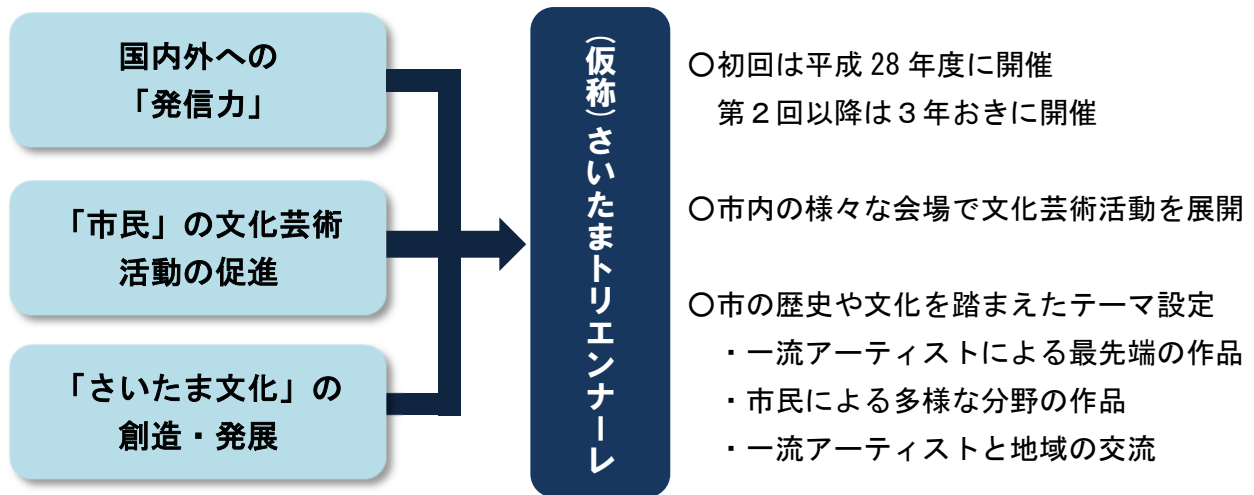 国内外への
「発信力」
「市民」の文化芸術
活動の促進
「さいたま文化」の
創造・発展
(仮称)さいたまトリエンナーレ
〇初回は平成 28 年度に開催
第２回以降は３年おきに開催
〇市内の様々な会場で文化芸術活動を展開
〇市の歴史や文化を踏まえたテーマ設定
・一流アーティストによる最先端の作品
・市民による多様な分野の作品
・一流アーティストと地域の交流